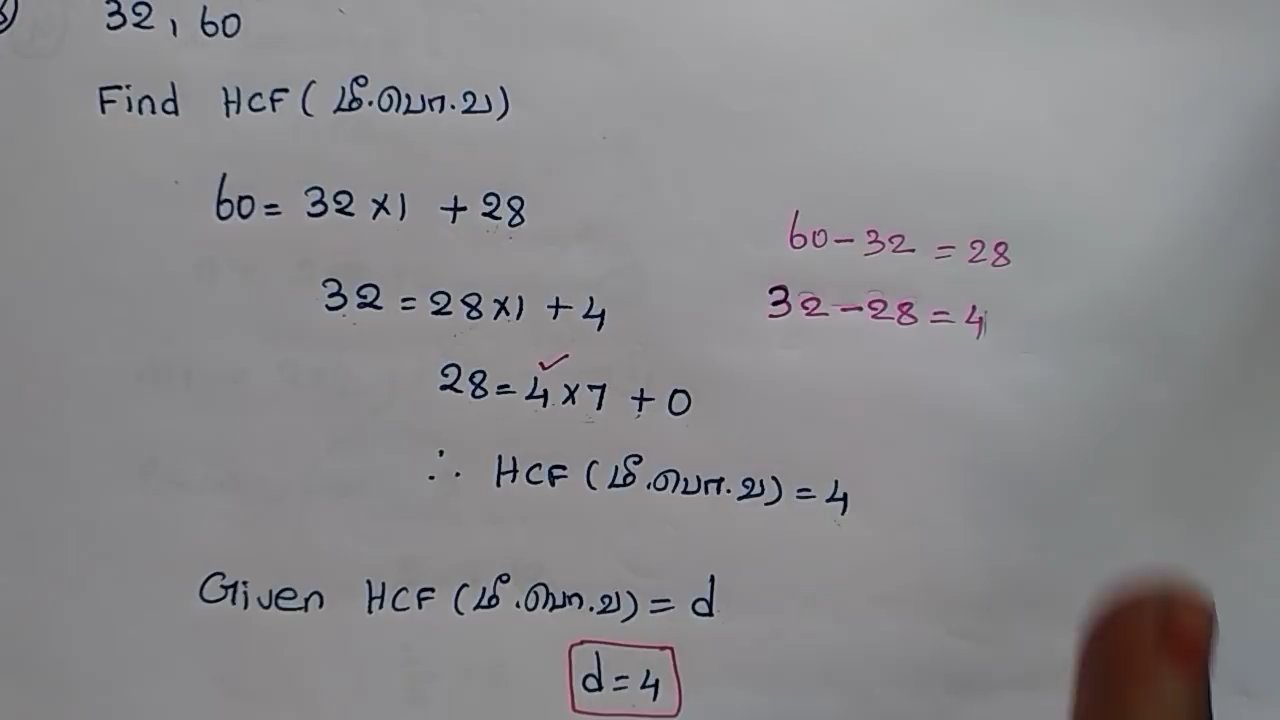 32, 60
Find HCF (மீ.பொ.வ)
60 = 32 × 1 + 28
60 - 32 = 28
32 = 28 × 1 + 4
32 - 28 = 4
28 = 4 × 7 + 0
∴ HCF (மீ.பொ.வ) = 4
Given HCF (மீ.பொ.வ) = d
d = 4